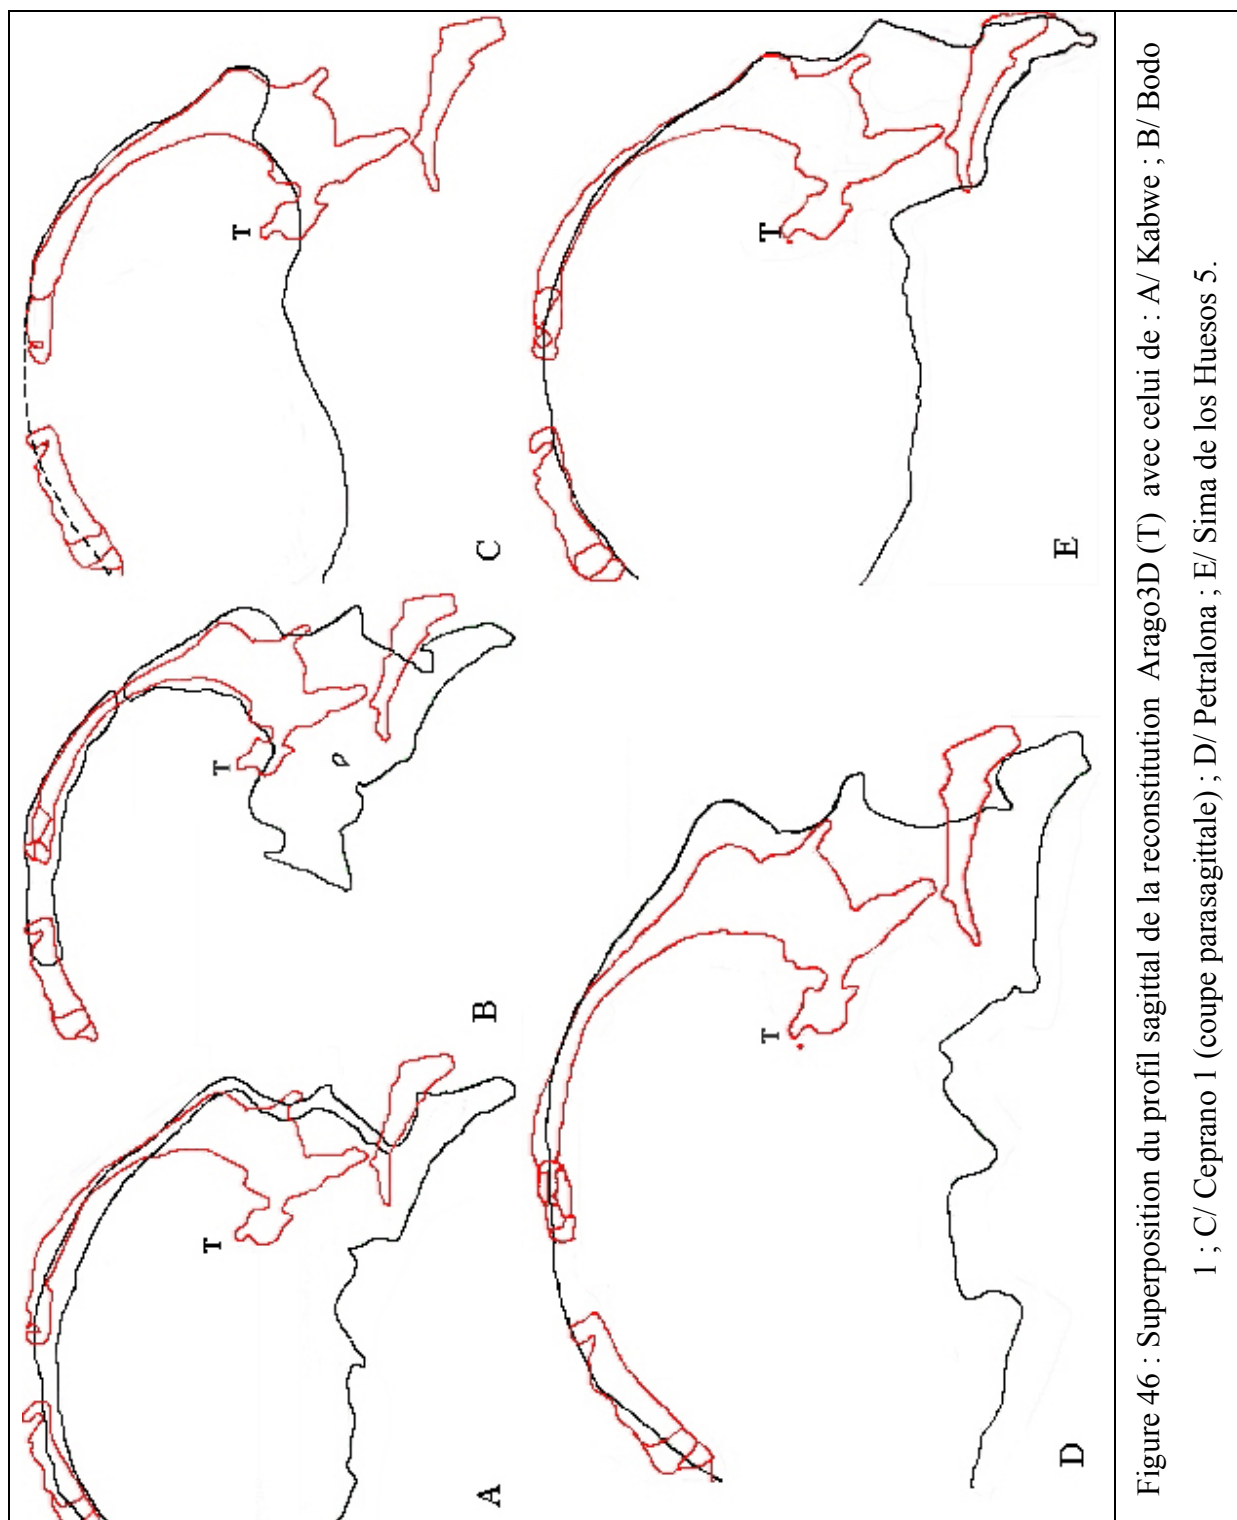 A
T
B
T
C
T
D
T
E
T
Figure 46 : Superposition du profil sagittal de la reconstitution Arago3D (T) avec celui de : A/ Kabwe ; B/ Bodo
1 ; C/ Ceprano 1 (coupe parasagittale) ; D/ Petralona ; E/ Sima de los Huesos 5.